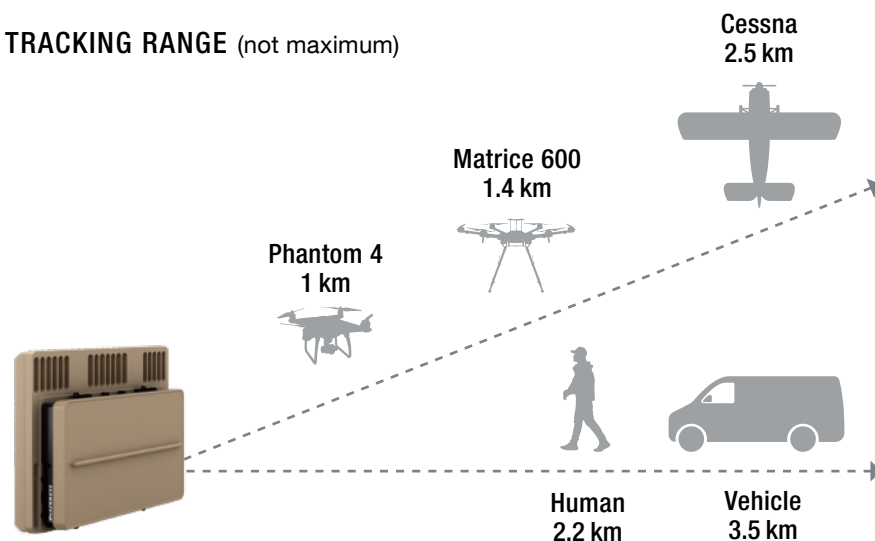 TRACKING RANGE (not maximum)
Cessna
2.5 km
Matrice 600
1.4 km
Phantom 4
1 km
Human
2.2 km
Vehicle
3.5 km